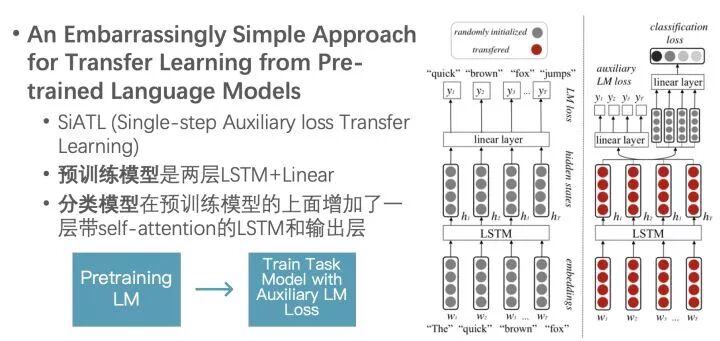 An Embarrassingly Simple Approach
for Transfer Learning from Pre-
trained Language Models
SiATL (Single-step Auxiliary loss Transfer
Learning)
预训练模型是两层LSTM+Linear
分类模型在预训练模型的上面增加了一
层带self-attention的LSTM和输出层
Pretraining
LM
Train Task
Model with
Auxiliary LM
Loss
randomly initialized
transfered
"quick" "brown" "fox" "jumps"
y₁ y₂ y₃ ... y_T
LM loss
linear layer
hidden states
h₁ h₂ h₃ h_T
LSTM
embeddings
w₁ w₂ w₃ ... w_T
"The" "quick" "brown" "fox"
classification
loss
auxiliary
LM loss
linear layer
y₁ y₂ y₃ y_T
linear layer
h₁ h₂ h₃ h_T
LSTM
w₁ w₂ w₃ ... w_T